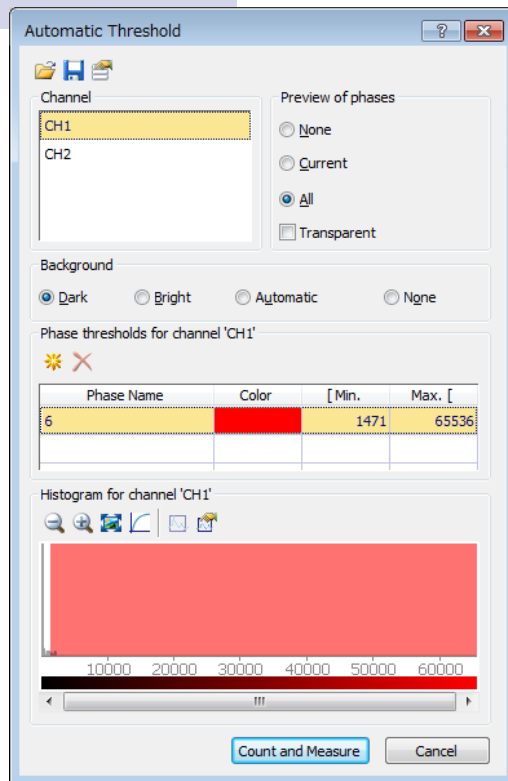 Automatic Threshold
Channel
CH1
CH2
Preview of phases
None
Current
All
Transparent
Background
Dark Bright Automatic None
Phase thresholds for channel 'CH1'
Phase Name Color [ Min. Max. [
6 1471 65536
Histogram for channel 'CH1'
10000 20000 30000 40000 50000 60000
Count and Measure Cancel